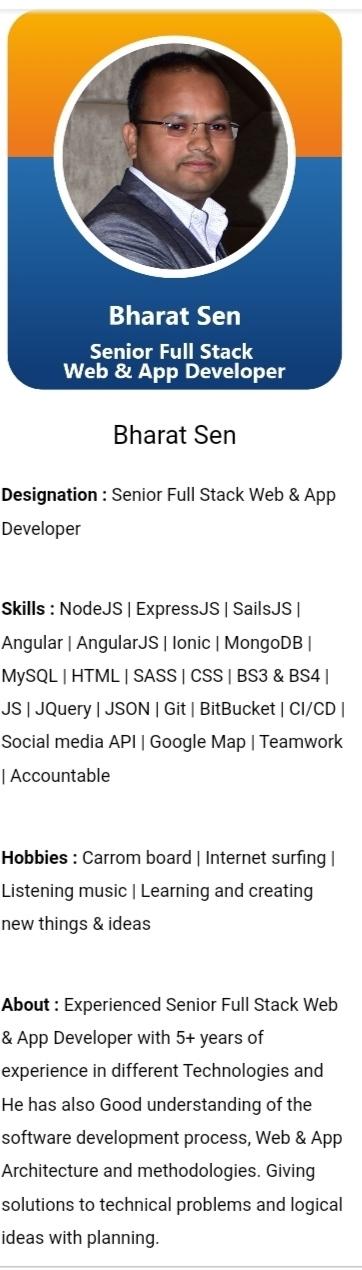 Bharat Sen
Senior Full Stack
Web & App Developer
Bharat Sen
Designation : Senior Full Stack Web & App
Developer
Skills : NodeJS | ExpressJS | SailsJS |
Angular | AngularJS | Ionic | MongoDB |
MySQL | HTML | SASS | CSS | BS3 & BS4 |
JS | JQuery | JSON | Git | BitBucket | CI/CD |
Social media API | Google Map | Teamwork
| Accountable
Hobbies : Carrom board | Internet surfing |
Listening music | Learning and creating
new things & ideas
About : Experienced Senior Full Stack Web
& App Developer with 5+ years of
experience in different Technologies and
He has also Good understanding of the
software development process, Web & App
Architecture and methodologies. Giving
solutions to technical problems and logical
ideas with planning.